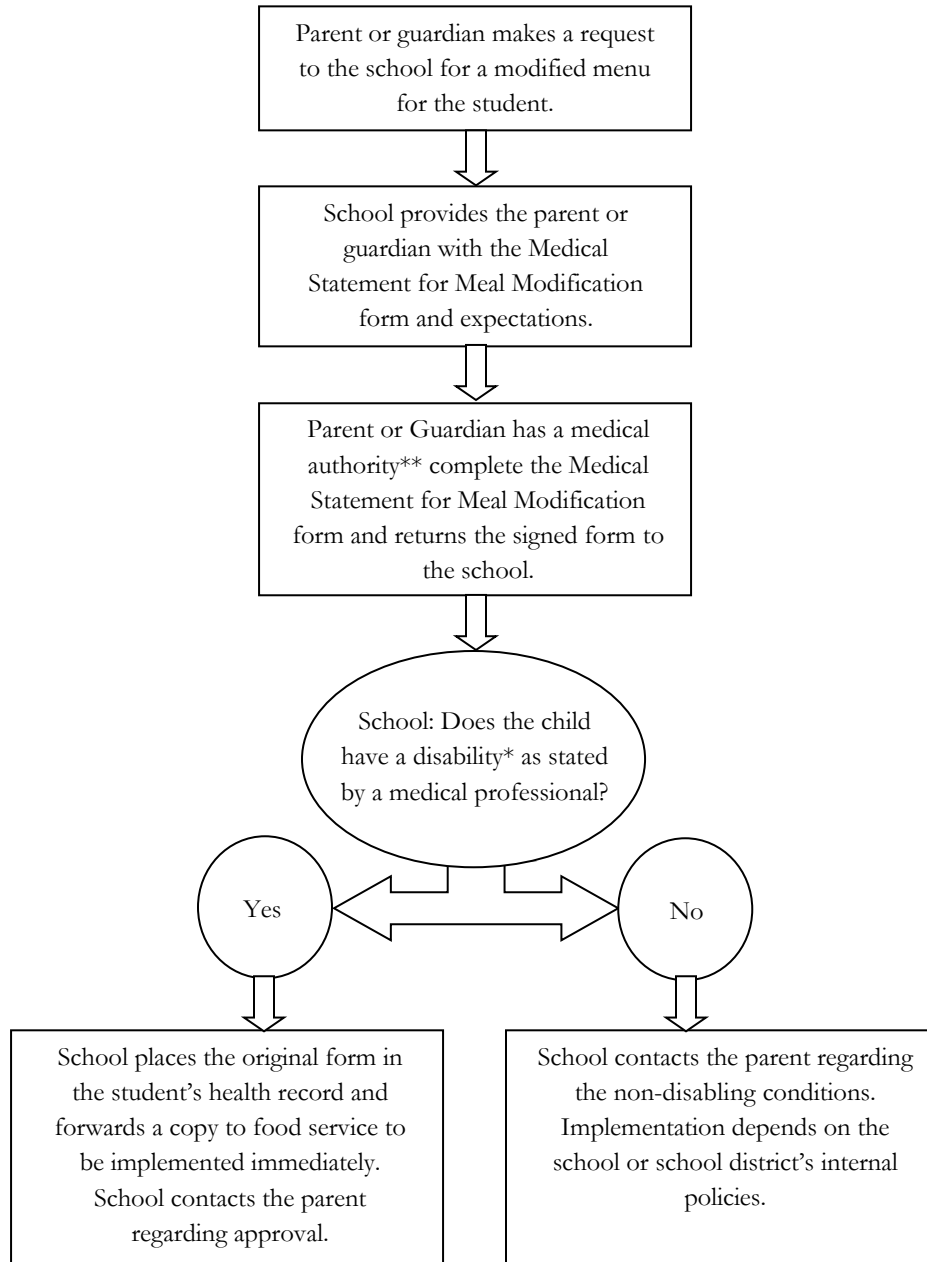 Parent or guardian makes a request
to the school for a modified menu
for the student.
School provides the parent or
guardian with the Medical
Statement for Meal Modification
form and expectations.
Parent or Guardian has a medical
authority** complete the Medical
Statement for Meal Modification
form and returns the signed form to
the school.
School: Does the child
have a disability* as stated
by a medical professional?
Yes
No
School places the original form in
the student’s health record and
forwards a copy to food service to
be implemented immediately.
School contacts the parent
regarding approval.
School contacts the parent regarding
the non-disabling conditions.
Implementation depends on the
school or school district’s internal
policies.